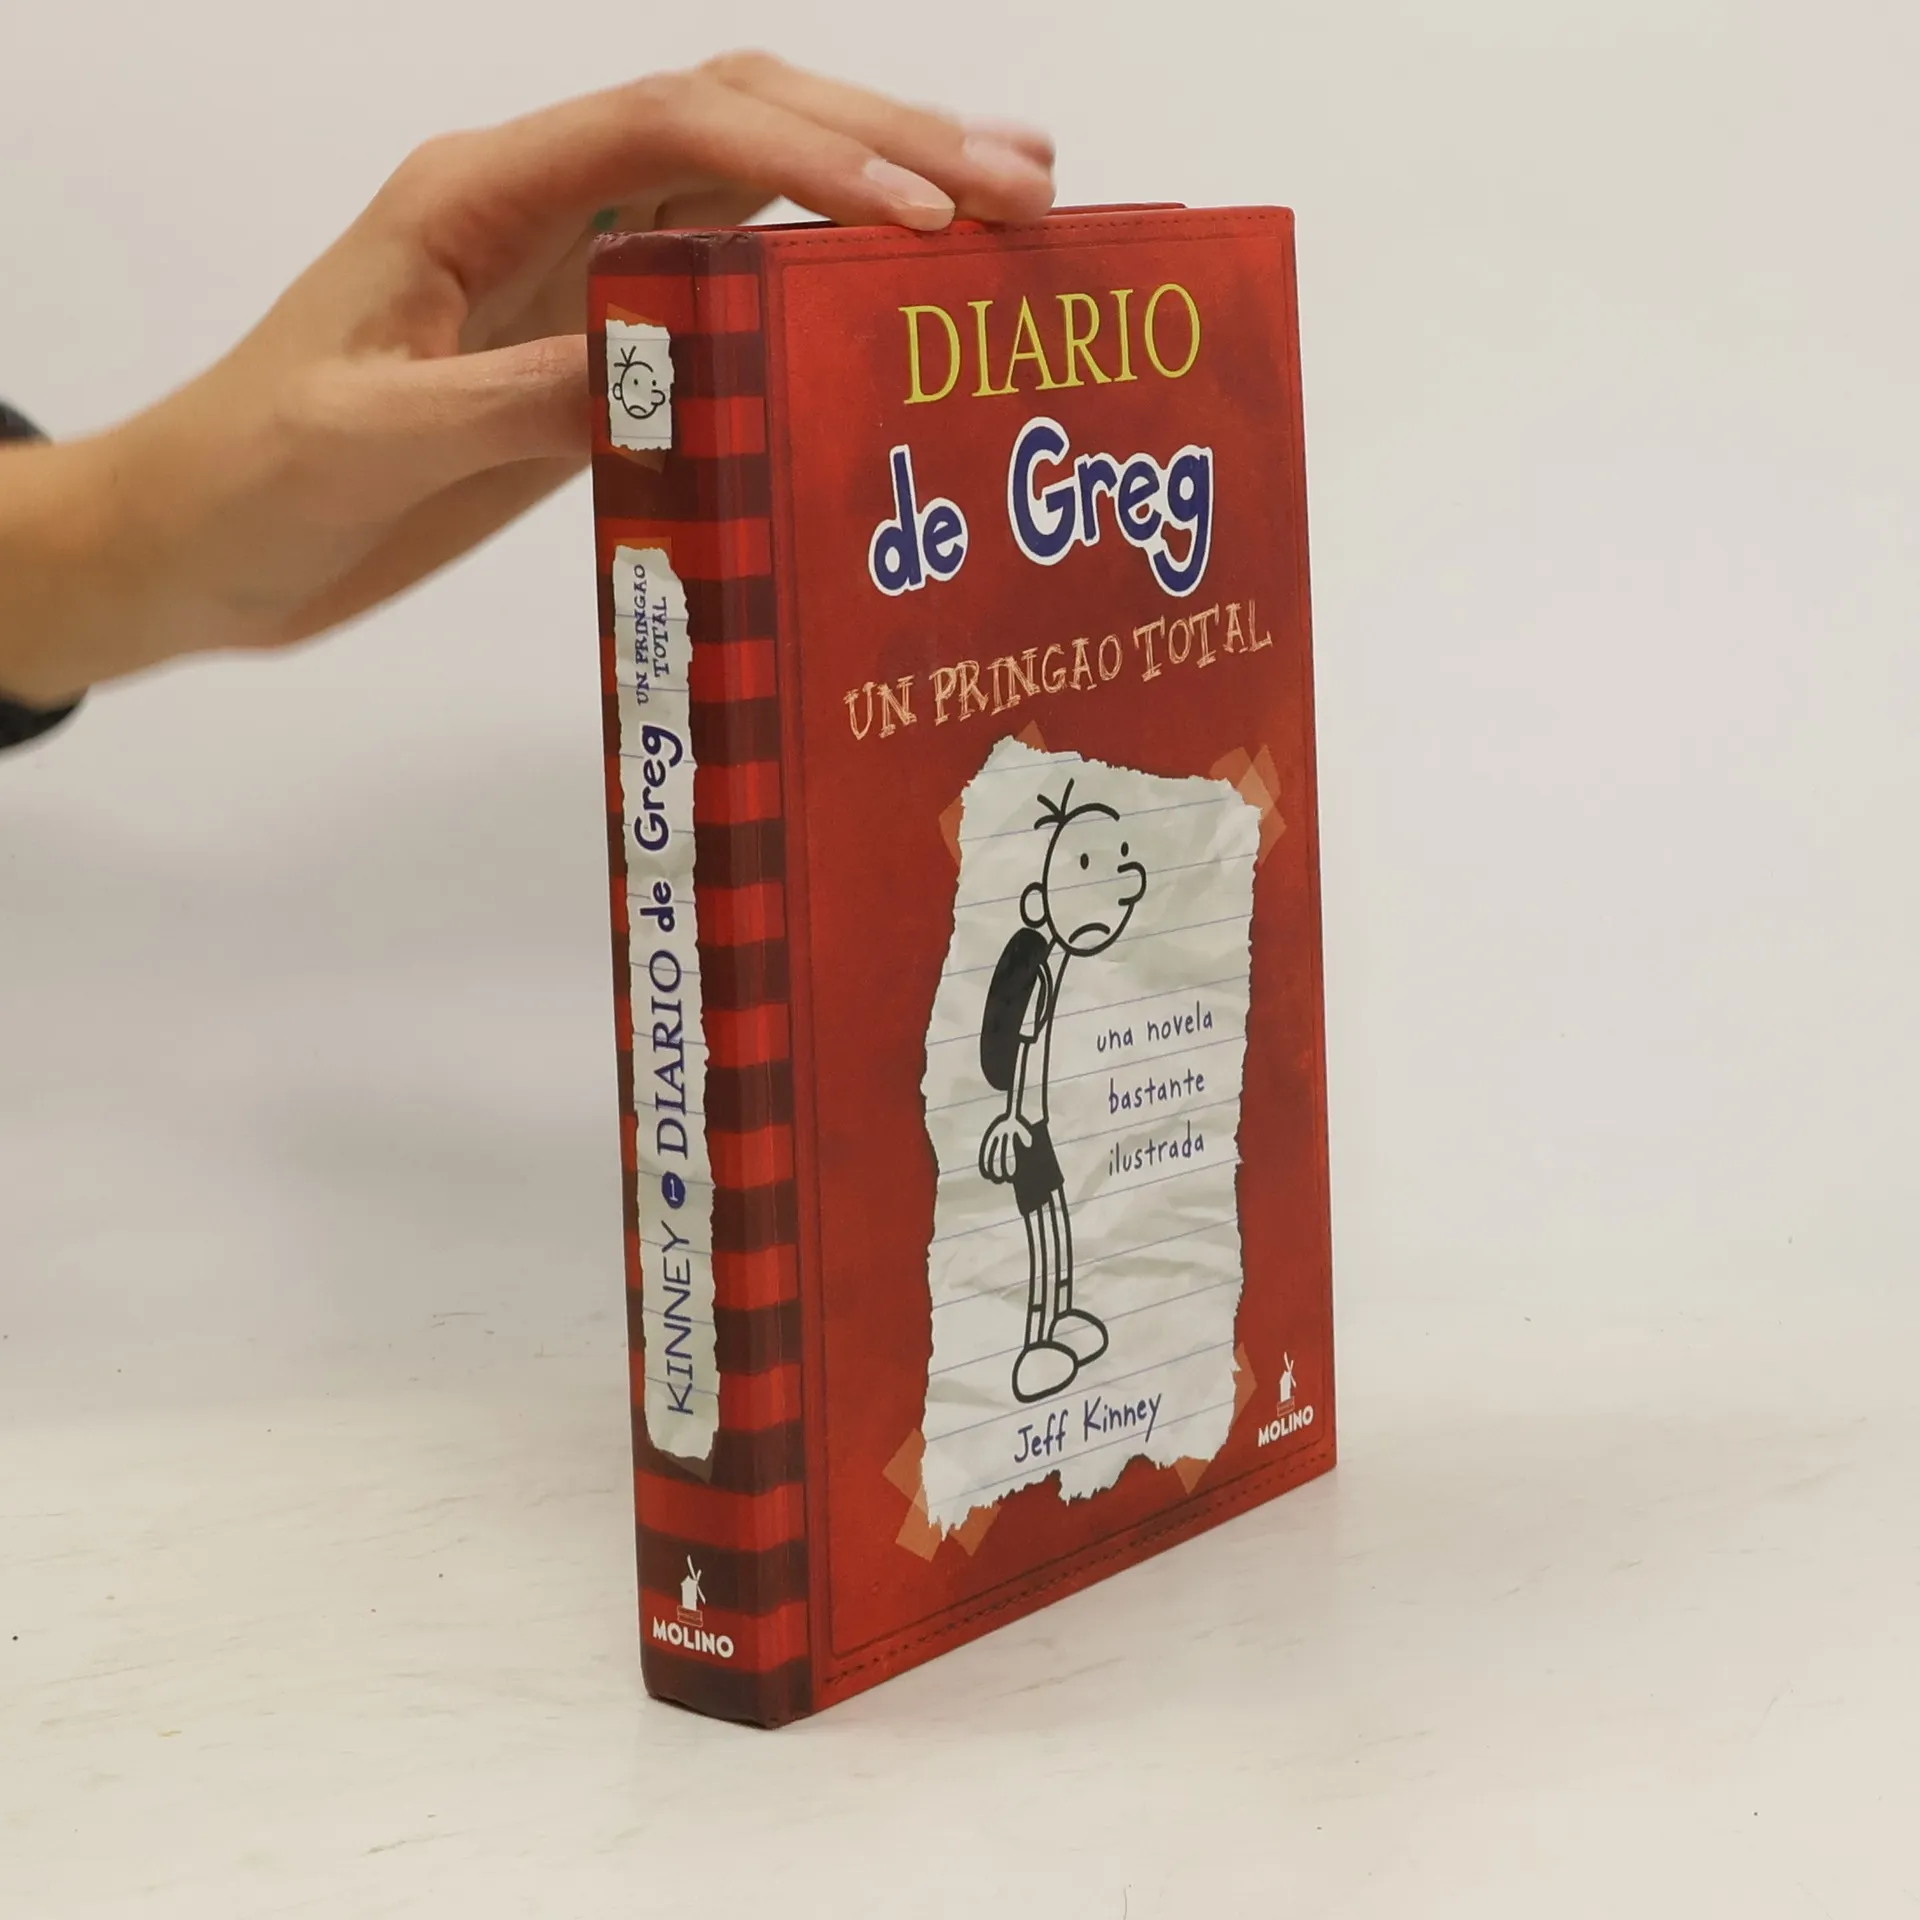 DIARIO
de Greg
UN PRINGAO TOTAL
una novela
bastante
ilustrada
Jeff Kinney
MOLINO
KINNEY 1 DIARIO de Greg UN PRINGAO
TOTAL
MOLINO